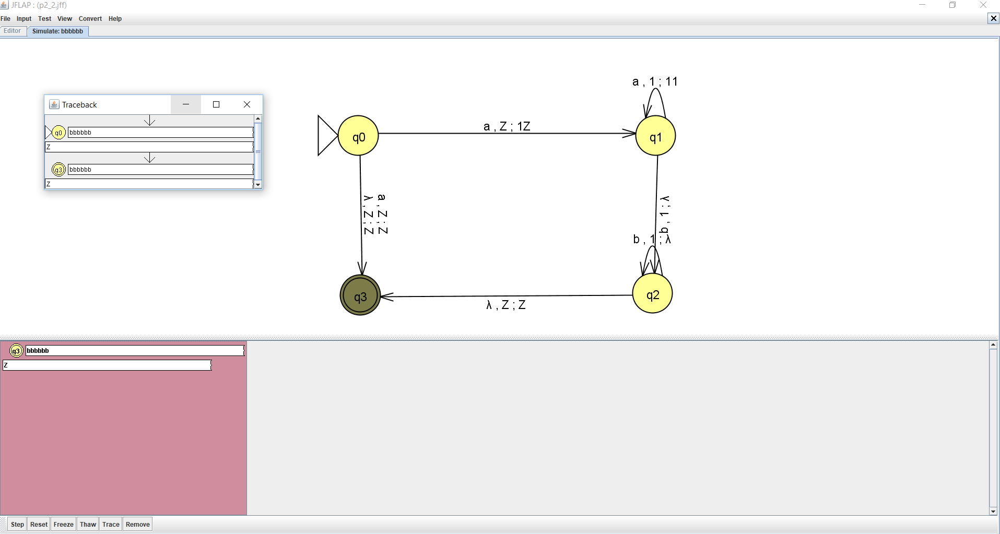 JFLAP : (p2_2.jff)
File Input Test View Convert Help
Editor Simulate: bbbbbb
Traceback
q0 bbbbbb
Z
q3 bbbbbb
Z
a , 1 ; 11
q0
a , Z ; 1Z
q1
a , Z ; Z
λ , Z ; Z
b , 1 ; λ
b , 1 ; λ
q3
λ , Z ; Z
q2
q3 bbbbbb
Z
Step Reset Freeze Thaw Trace Remove